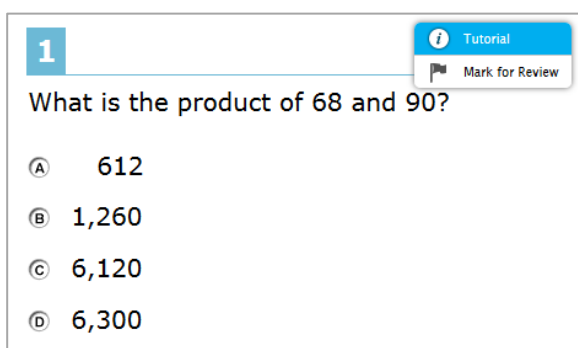 1
i Tutorial
Mark for Review
What is the product of 68 and 90?
A 612
B 1,260
C 6,120
D 6,300